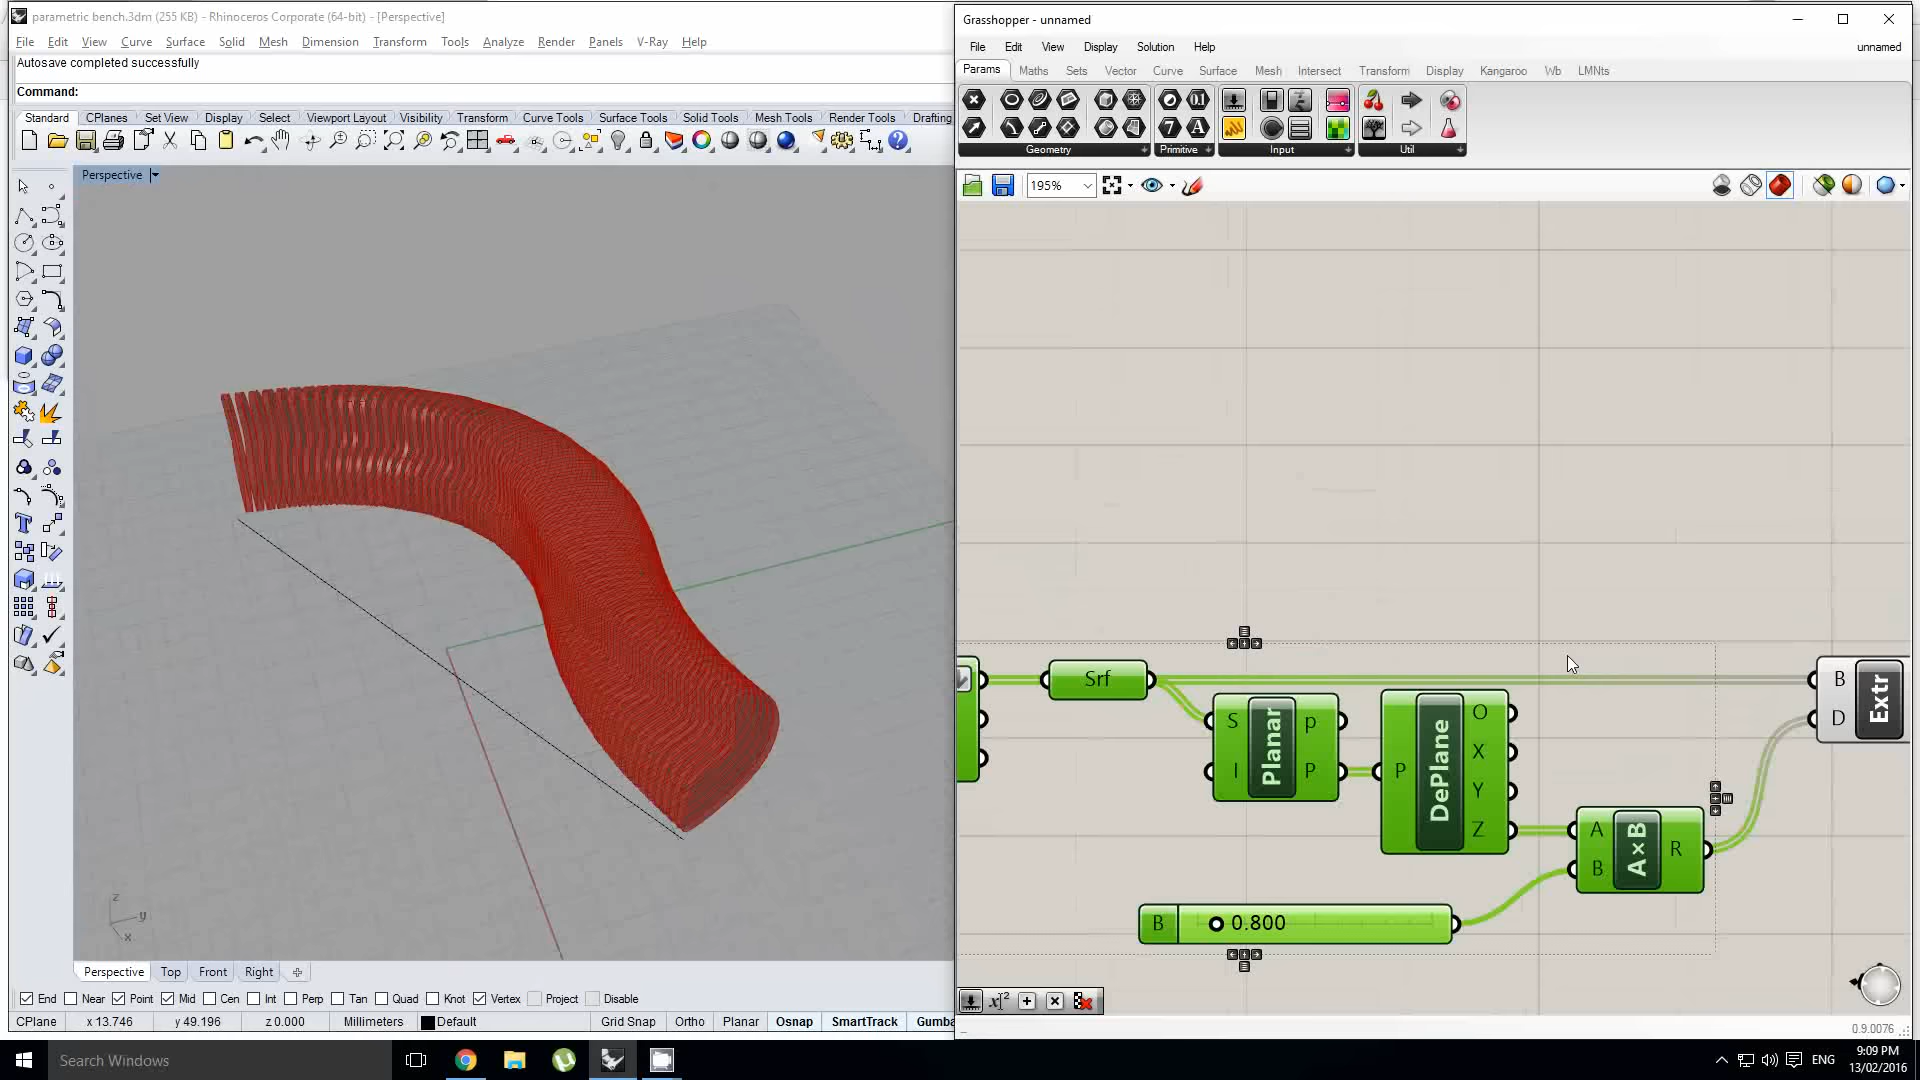 parametric bench.3dm (255 KB) - Rhinoceros Corporate (64-bit) - [Perspective]
File Edit View Curve Surface Solid Mesh Dimension Transform Tools Analyze Render Panels V-Ray Help
Autosave completed successfully
Command:
Standard CPlanes Set View Display Select Viewport Layout Visibility Transform Curve Tools Surface Tools Solid Tools Mesh Tools Render Tools Drafting
Perspective
z
y
x
Perspective Top Front Right
End Near Point Mid Cen Int Perp Tan Quad Knot Vertex Project Disable
CPlane x 13.746 y 49.196 z 0.000 Millimeters Default Grid Snap Ortho Planar Osnap SmartTrack Gumba
Grasshopper - unnamed
File Edit View Display Solution Help unnamed
Params Maths Sets Vector Curve Surface Mesh Intersect Transform Display Kangaroo Wb LMNts
Geometry Primitive Input Util
195%
Srf
S I Planar p P
P DePlane O X Y Z
A B A×B R
B D Extr
B 0.800
0.9.0076
Search Windows
ENG
9:09 PM
13/02/2016